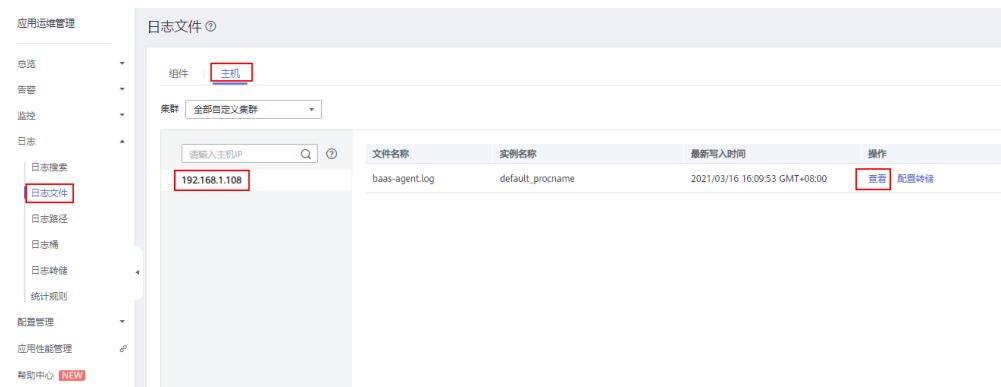 应用运维管理
日志文件
总览
组件 主机
告警
集群 全部自定义集群
监控
日志
请输入主机IP 文件名称 实例名称 最新写入时间 操作
日志搜索
192.168.1.108 baas-agent.log default_procname 2021/03/16 16:09:53 GMT+08:00 查看 配置转储
日志文件
日志路径
日志桶
日志转储
统计规则
配置管理
应用性能管理
帮助中心 NEW